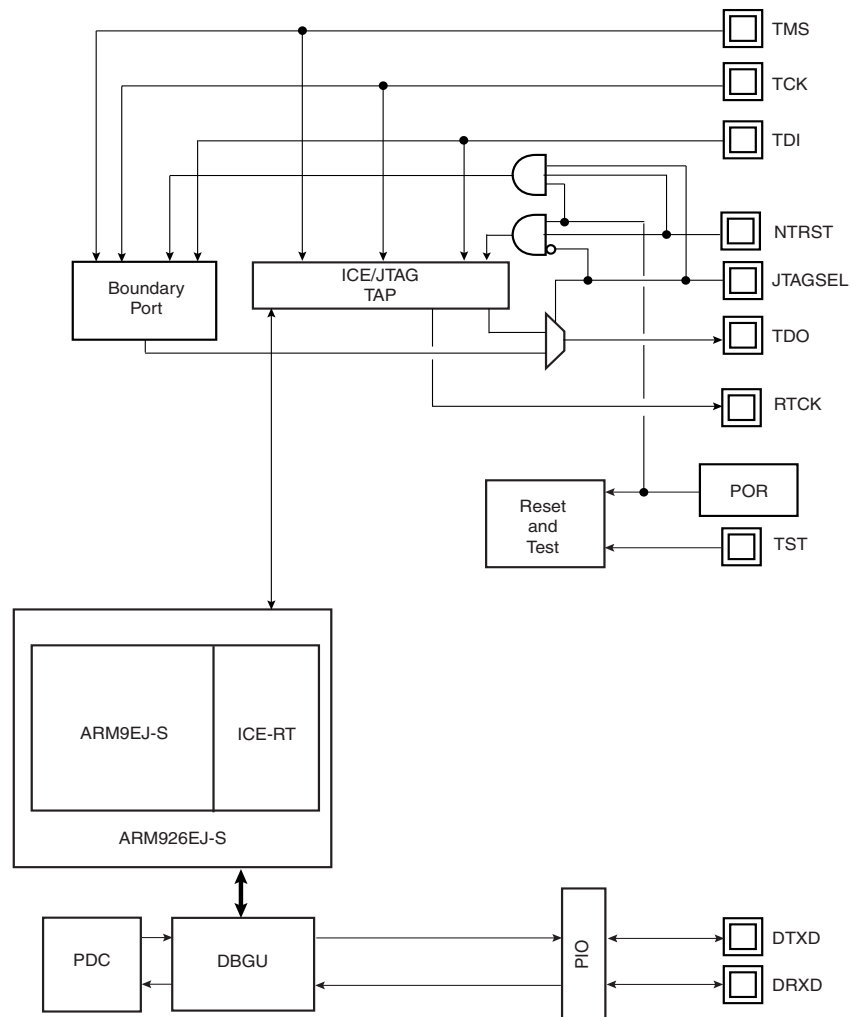 TMS
TCK
TDI
NTRST
JTAGSEL
TDO
RTCK
Boundary
Port
ICE/JTAG
TAP
Reset
and
Test
POR
TST
ARM9EJ-S
ICE-RT
ARM926EJ-S
PDC
DBGU
PIO
DTXD
DRXD